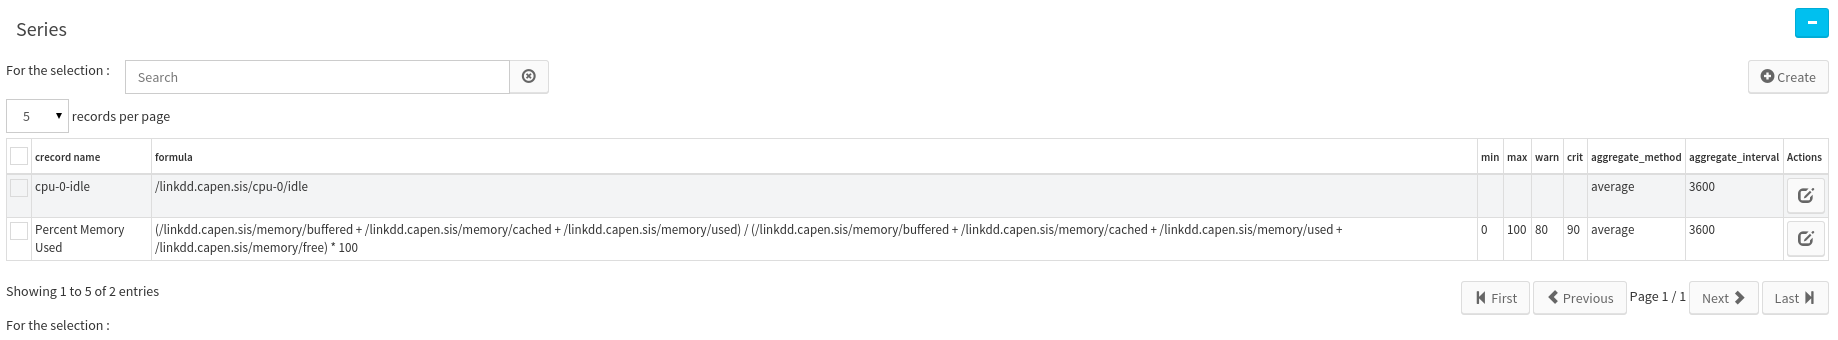 Series
For the selection :
Search
Create
5 records per page
crecord name formula min max warn crit aggregate_method aggregate_interval Actions
cpu-0-idle /linkdd.capen.sis/cpu-0/idle average 3600
Percent Memory (/linkdd.capen.sis/memory/buffered + /linkdd.capen.sis/memory/cached + /linkdd.capen.sis/memory/used) / (/linkdd.capen.sis/memory/buffered + /linkdd.capen.sis/memory/cached + /linkdd.capen.sis/memory/used + 0 100 80 90 average 3600
Used /linkdd.capen.sis/memory/free) * 100
Showing 1 to 5 of 2 entries
First Previous Page 1 / 1 Next Last
For the selection :